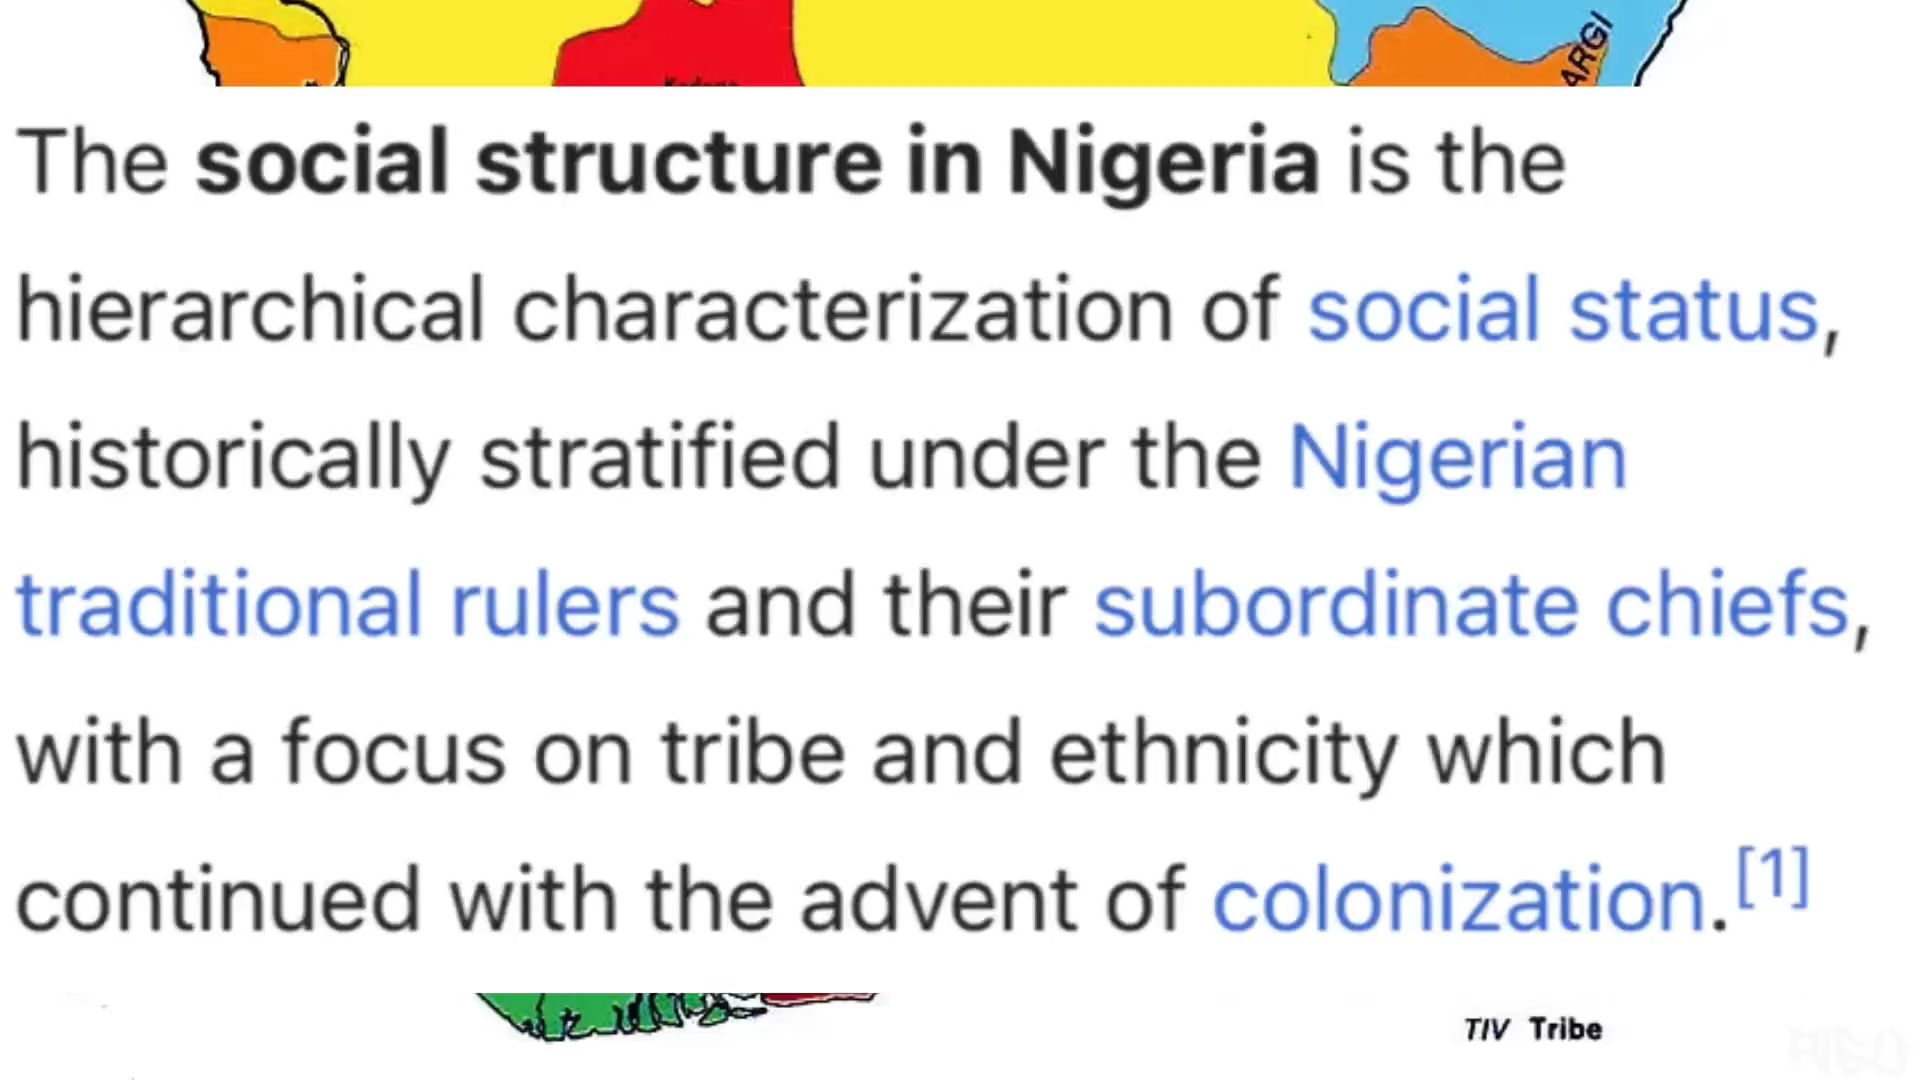 ARGI
The social structure in Nigeria is the
hierarchical characterization of social status,
historically stratified under the Nigerian
traditional rulers and their subordinate chiefs,
with a focus on tribe and ethnicity which
continued with the advent of colonization.[1]
TIV Tribe